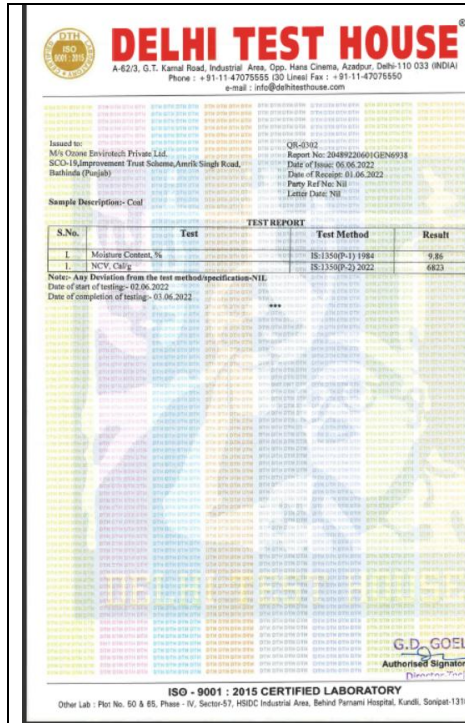 DTH
ISO
9001 : 2015
DELHI TEST HOUSE®
A-62/3, G.T. Karnal Road, Industrial Area, Opp. Hans Cinema, Azadpur, Delhi-110 033 (INDIA)
Phone : +91-11-47075555 (30 Lines) Fax : +91-11-47075550
e-mail : info@delhitesthouse.com
Issued to:
M/s Ozone Envirotech Private Ltd.
SCO-19,Improvement Trust Scheme,Amrik Singh Road,
Bathinda (Punjab)
QR-0302
Report No: 20489220601GEN6938
Date of Issue: 06.06.2022
Date of Receipt: 01.06.2022
Party Ref No: Nil
Letter Date: Nil
Sample Description:- Coal
TEST REPORT
S.No. Test Test Method Result
1. Moisture Content, % IS:1350(P-1) 1984 9.86
1. NCV, Cal/g IS:1350(P-2) 2022 6823
Note:- Any Deviation from the test method/specification-NIL
Date of start of testing:- 02.06.2022
Date of completion of testing:- 03.06.2022
***
DELHI TEST HOUSE
G.D. GOEL
Authorised Signator
Director
ISO - 9001 : 2015 CERTIFIED LABORATORY
Other Lab : Plot No. 50 & 65, Phase - IV, Sector-57, HSIDC Industrial Area, Behind Parnami Hospital, Kundli, Sonipat-131